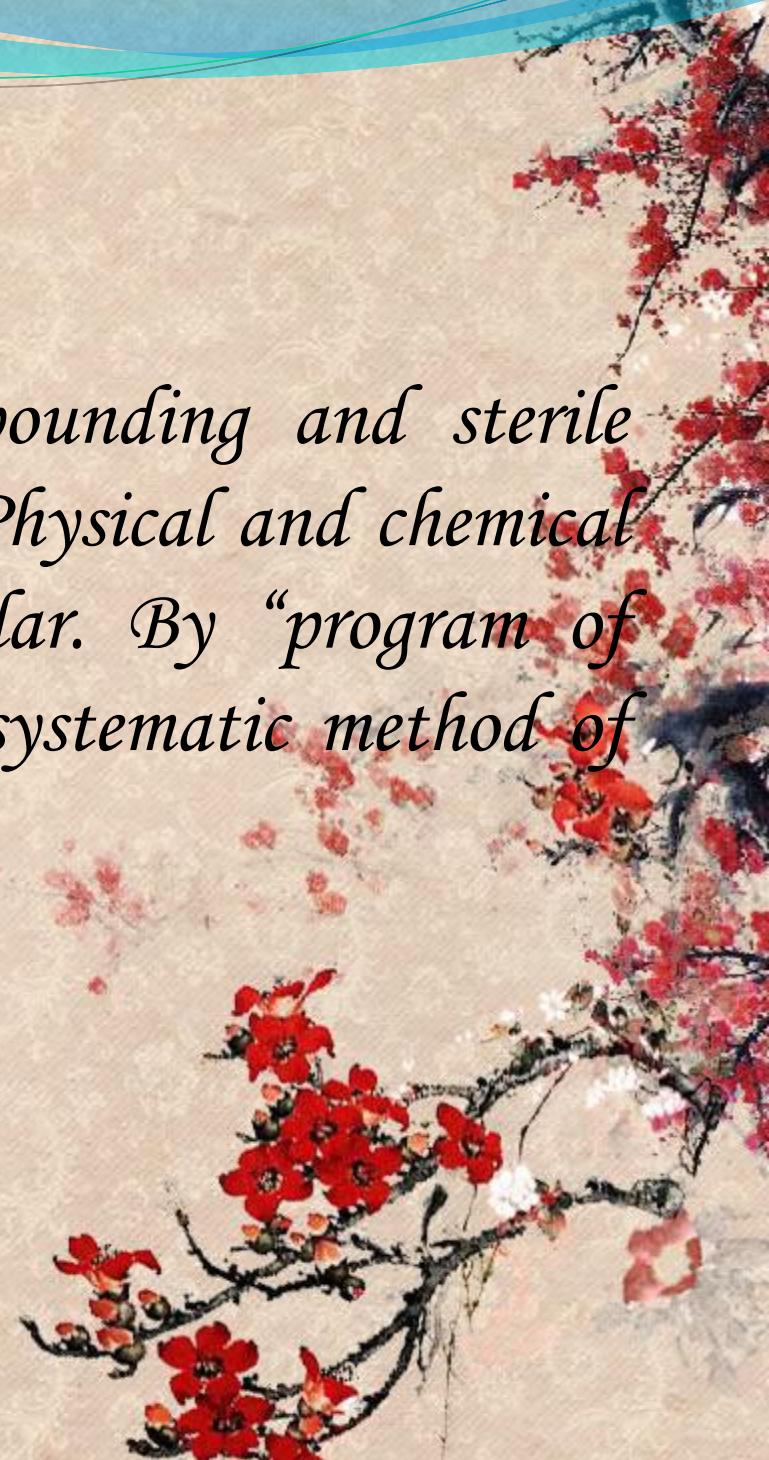 pounding and sterile
Physical and chemical
lar. By “program of
systematic method of